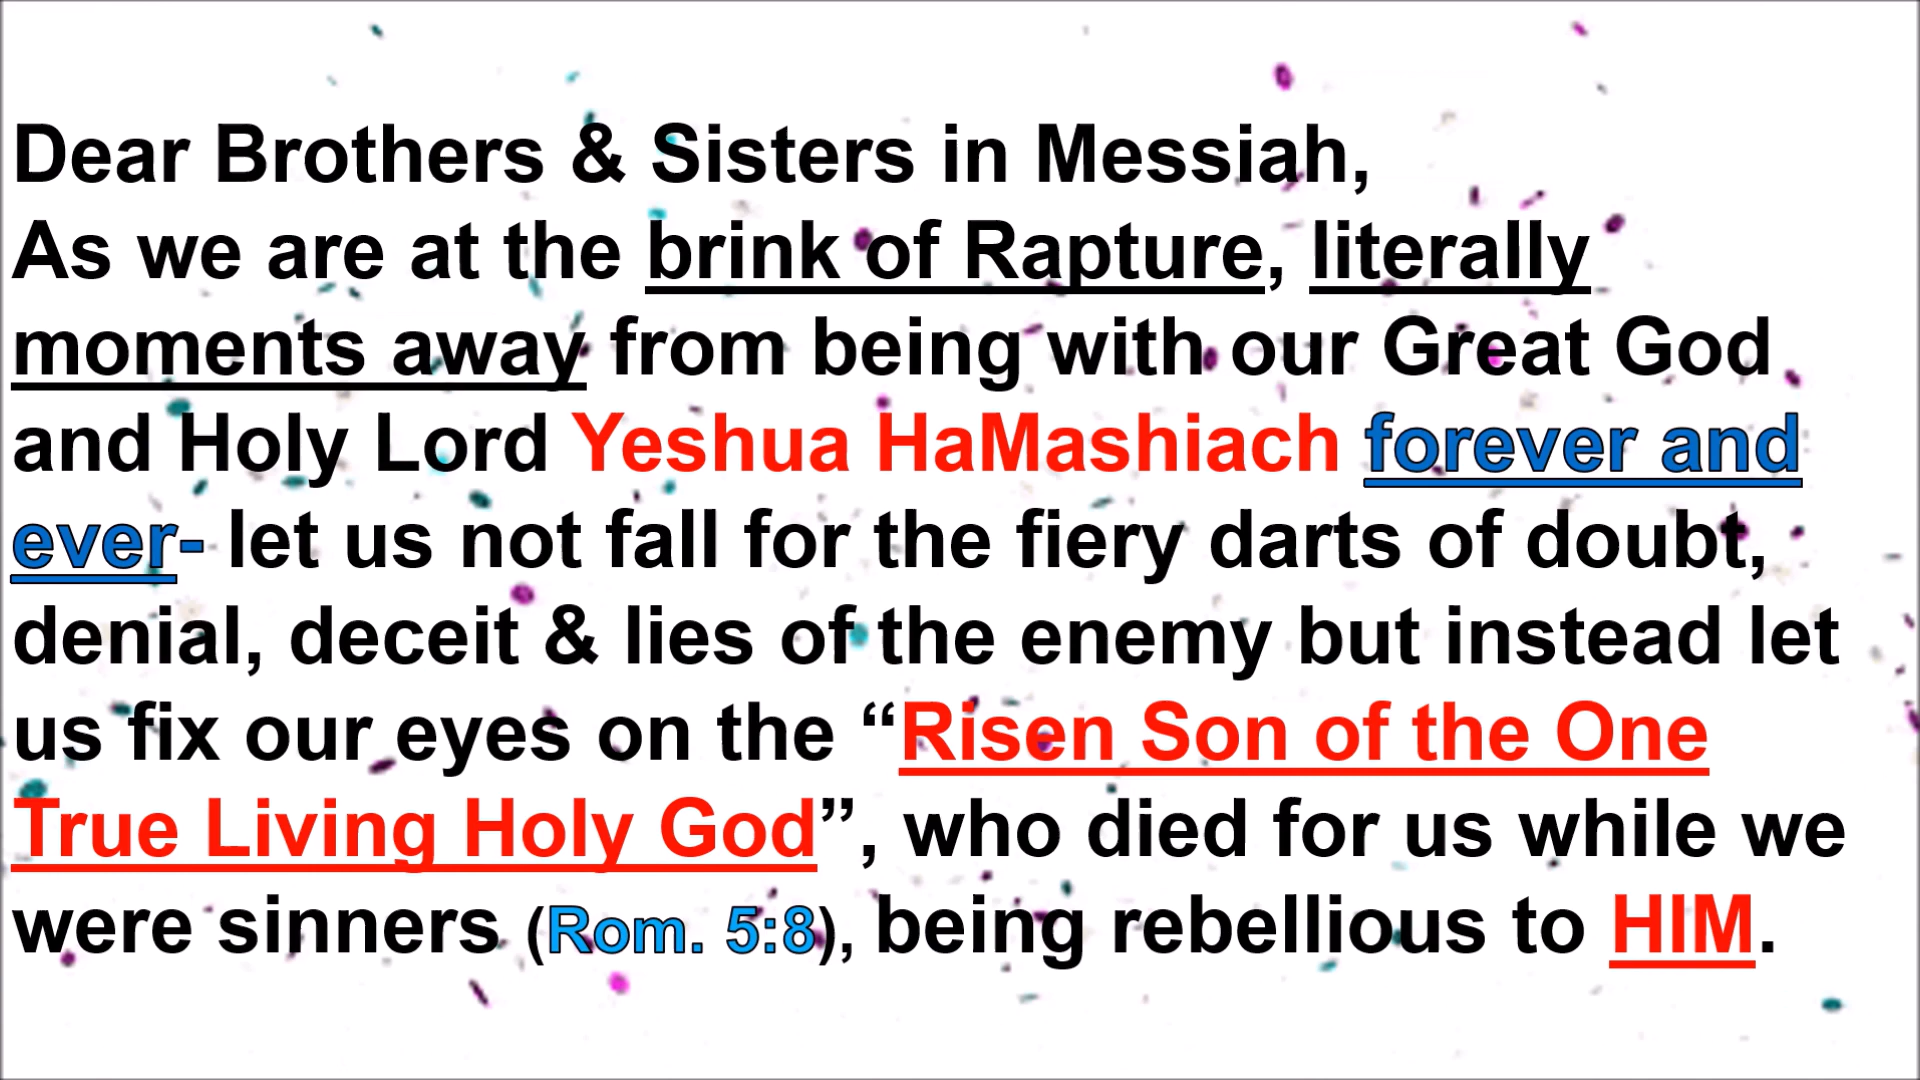 Dear Brothers & Sisters in Messiah,
As we are at the brink of Rapture, literally
moments away from being with our Great God
and Holy Lord Yeshua HaMashiach forever and
ever- let us not fall for the fiery darts of doubt,
denial, deceit & lies of the enemy but instead let
us fix our eyes on the “Risen Son of the One
True Living Holy God”, who died for us while we
were sinners (Rom. 5:8), being rebellious to HIM.